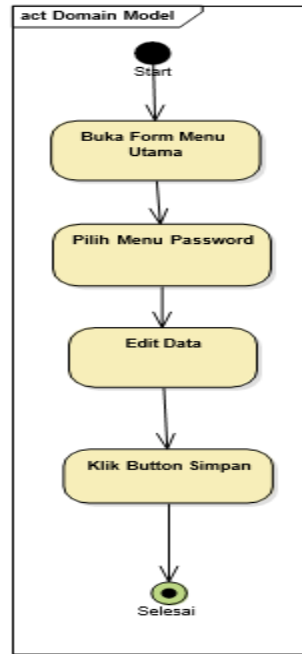 act Domain Model
Start
Buka Form Menu
Utama
Pilih Menu Password
Edit Data
Klik Button Simpan
Selesai